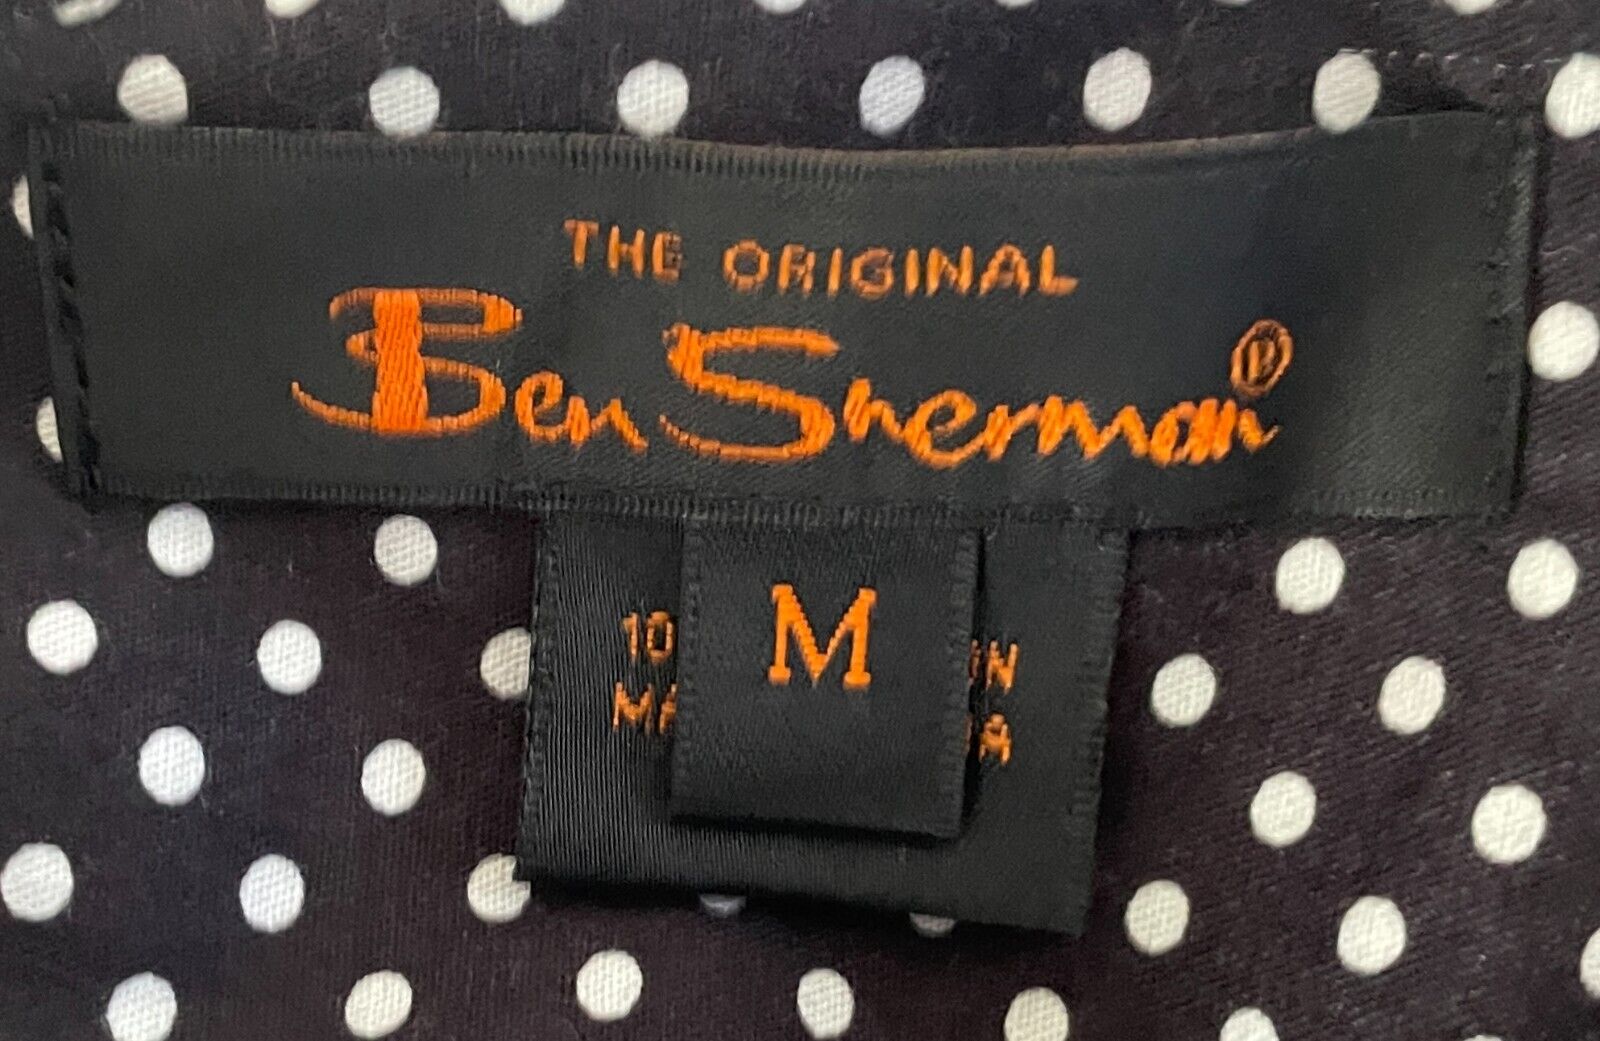 THE ORIGINAL
Ben Sherman®
M